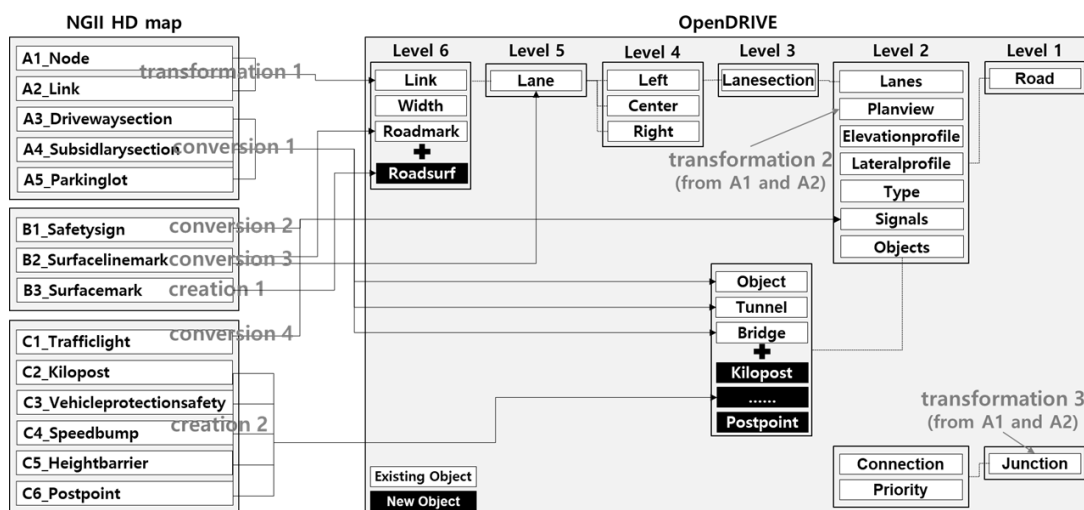 NGII HD map
A1_Node
transformation 1
A2_Link
A3_Drivewaysection
A4_Subsidlarysection
conversion 1
A5_Parkinglot
B1_Safetysign
conversion 2
B2_Surfacelinemark
conversion 3
B3_Surfacemark
creation 1
C1_Trafficlight
conversion 4
C2_Kilopost
C3_Vehicleprotectionsafety
creation 2
C4_Speedbump
C5_Heightbarrier
C6_Postpoint
OpenDRIVE
Level 6
Link
Width
Roadmark
+
Roadsurf
Level 5
Lane
Level 4
Left
Center
Right
Level 3
Lanesection
Level 2
Lanes
Planview
Elevationprofile
Lateralprofile
Type
Signals
Objects
Level 1
Road
transformation 2
(from A1 and A2)
Object
Tunnel
Bridge
+
Kilopost
......
Postpoint
transformation 3
(from A1 and A2)
Connection
Priority
Junction
Existing Object
New Object